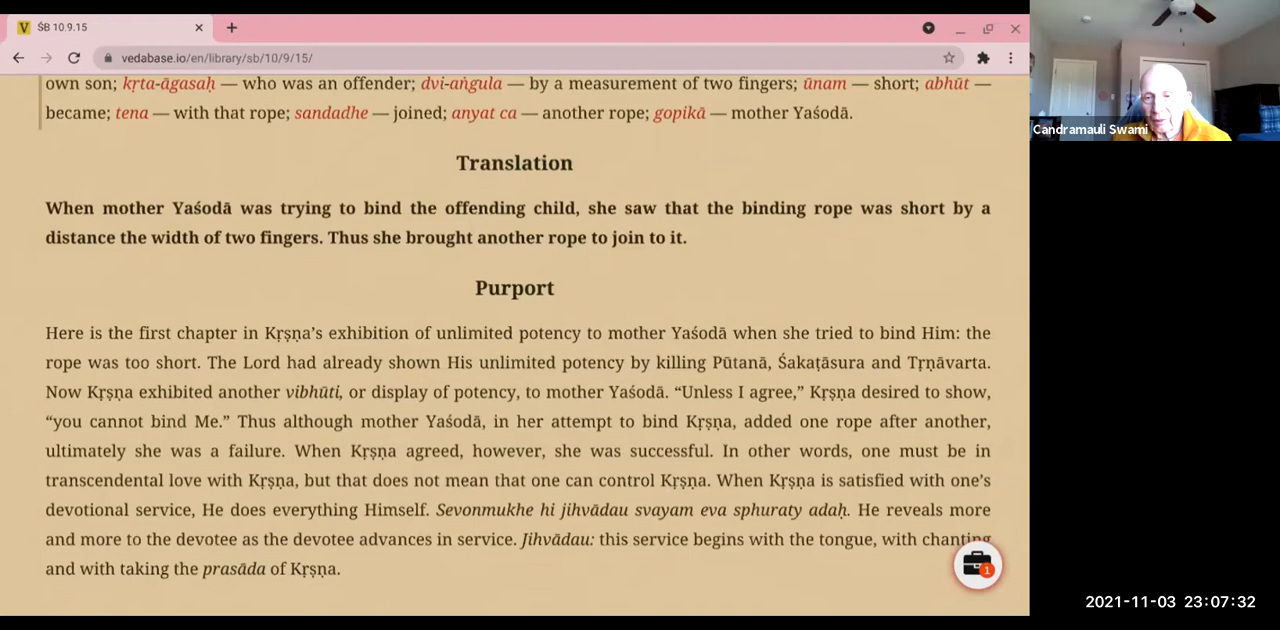 ŚB 10.9.15
vedabase.io/en/library/sb/10/9/15/
own son; kṛta-āgasaḥ — who was an offender; dvi-aṅgula — by a measurement of two fingers; ūnam — short; abhūt —
became; tena — with that rope; sandadhe — joined; anyat ca — another rope; gopikā — mother Yaśodā.
Translation
When mother Yaśodā was trying to bind the offending child, she saw that the binding rope was short by a
distance the width of two fingers. Thus she brought another rope to join to it.
Purport
Here is the first chapter in Kṛṣṇa’s exhibition of unlimited potency to mother Yaśodā when she tried to bind Him: the
rope was too short. The Lord had already shown His unlimited potency by killing Pūtanā, Śakaṭāsura and Tṛṇāvarta.
Now Kṛṣṇa exhibited another vibhūti, or display of potency, to mother Yaśodā. “Unless I agree,” Kṛṣṇa desired to show,
“you cannot bind Me.” Thus although mother Yaśodā, in her attempt to bind Kṛṣṇa, added one rope after another,
ultimately she was a failure. When Kṛṣṇa agreed, however, she was successful. In other words, one must be in
transcendental love with Kṛṣṇa, but that does not mean that one can control Kṛṣṇa. When Kṛṣṇa is satisfied with one’s
devotional service, He does everything Himself. Sevonmukhe hi jihvādau svayam eva sphuraty adaḥ. He reveals more
and more to the devotee as the devotee advances in service. Jihvādau: this service begins with the tongue, with chanting
and with taking the prasāda of Kṛṣṇa.
1
Candramauli Swami
2021-11-03 23:07:32